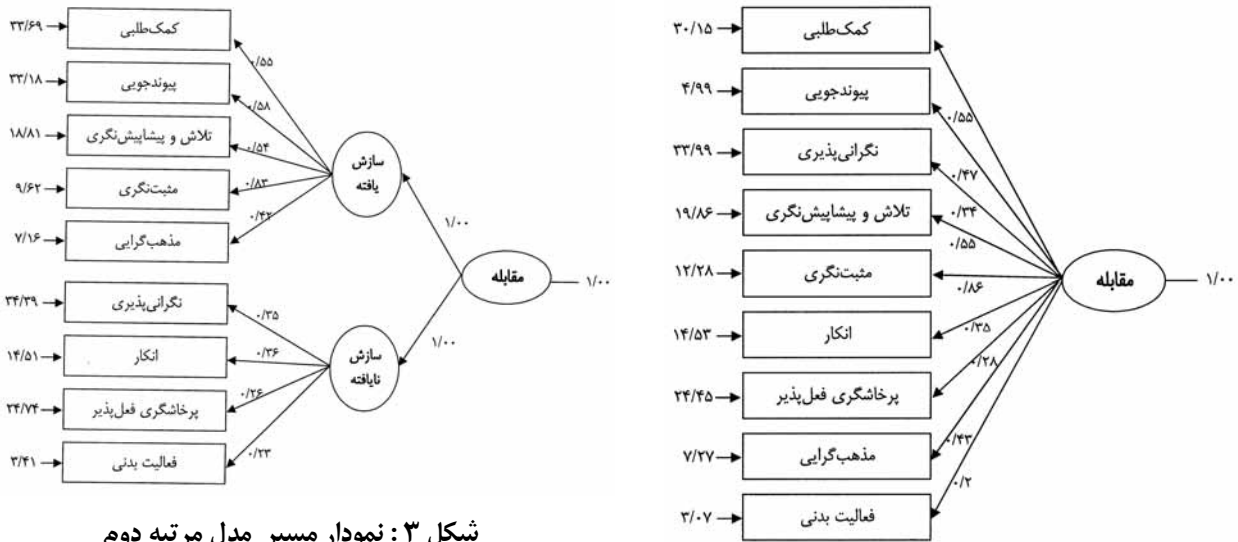 کمک‌طلبی
۳۰/۱۵
پیوندجویی
۴/۹۹
نگرانی‌پذیری
۳۳/۹۹
تلاش و پیشاپیش‌نگری
۱۹/۸۶
مثبت‌نگری
۱۲/۲۸
انکار
۱۴/۵۳
پرخاشگری فعل‌پذیر
۲۴/۴۵
مذهب‌گرایی
۷/۲۷
فعالیت بدنی
۳/۰۷
۰/۵۵
۰/۴۷
۰/۳۴
۰/۵۵
۰/۸۶
۰/۳۵
۰/۲۸
۰/۴۳
۰/۲
مقابله
۱/۰۰
کمک‌طلبی
۳۳/۶۹
پیوندجویی
۳۳/۱۸
تلاش و پیشاپیش‌نگری
۱۸/۸۱
مثبت‌نگری
۹/۶۲
مذهب‌گرایی
۷/۱۶
نگرانی‌پذیری
۳۴/۳۹
انکار
۱۴/۵۱
پرخاشگری فعل‌پذیر
۲۴/۷۴
فعالیت بدنی
۳/۴۱
۰/۵۵
۰/۵۸
۰/۵۴
۰/۸۳
۰/۴۲
۰/۳۵
۰/۳۶
۰/۲۶
۰/۲۳
سازش
یافته
سازش
نایافته
۱/۰۰
۱/۰۰
مقابله
۱/۰۰
شکل ۳ : نمودار مسیر مدل مرتبه دوم